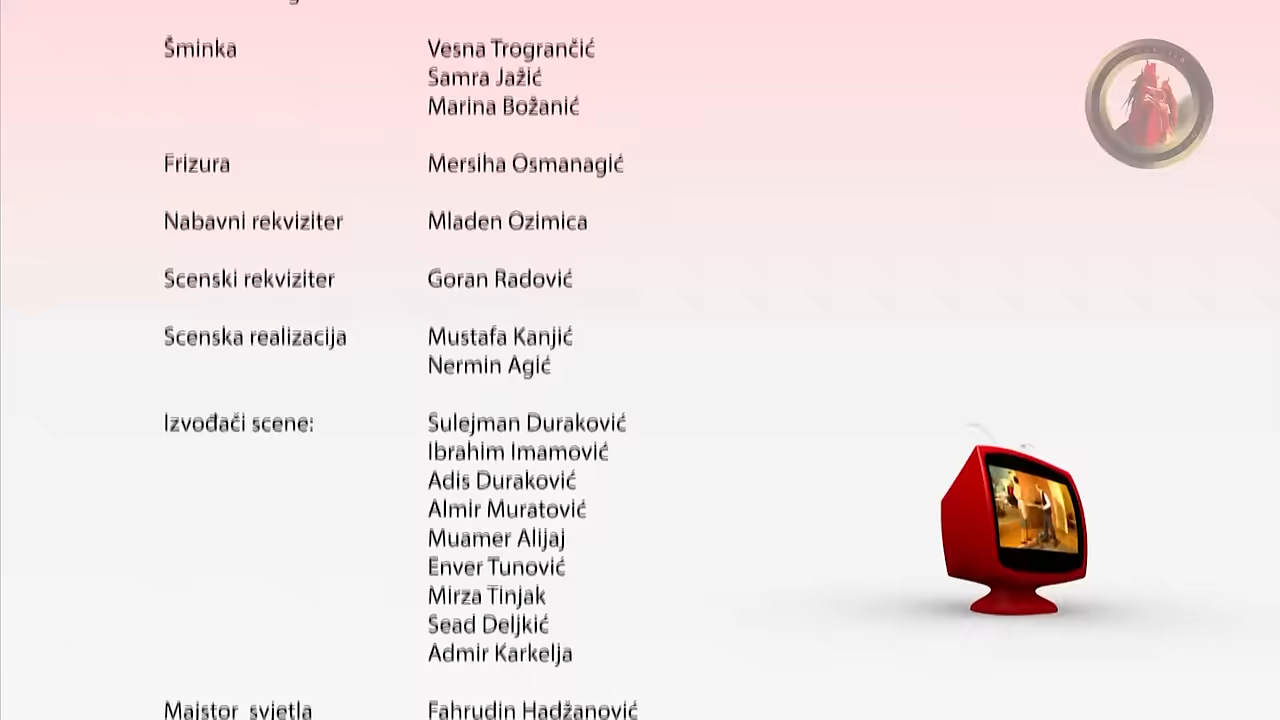 Šminka Vesna Trogrančić
Samra Jažić
Marina Božanić
Frizura Mersiha Osmanagić
Nabavni rekviziter Mladen Ozimica
Scenski rekviziter Goran Radović
Scenska realizacija Mustafa Kanjić
Nermin Agić
Izvođači scene: Sulejman Duraković
Ibrahim Imamović
Adis Duraković
Almir Muratović
Muamer Alijaj
Enver Tunović
Mirza Tinjak
Sead Deljkić
Admir Karkelja
Majstor svjetla Fahrudin Hadžanović